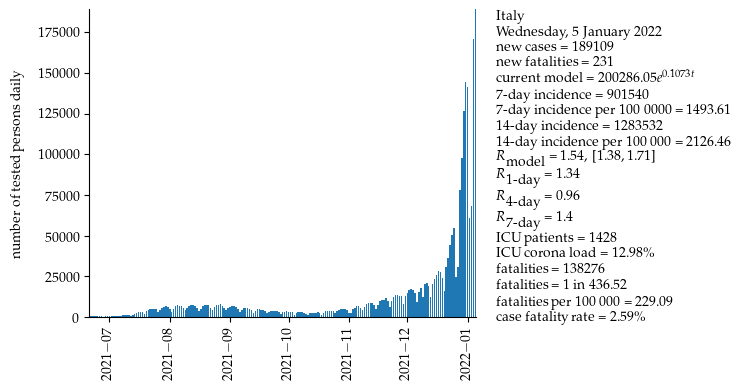 number of tested persons daily
175000
150000
125000
100000
75000
50000
25000
0
2021−07
2021−08
2021−09
2021−10
2021−11
2021−12
2022−01
Italy
Wednesday, 5 January 2022
new cases = 189109
new fatalities = 231
current model = 200286.05e^0.1073t
7-day incidence = 901540
7-day incidence per 100 0000 = 1493.61
14-day incidence = 1283532
14-day incidence per 100 000 = 2126.46
R_model = 1.54, [1.38, 1.71]
R_1-day = 1.34
R_4-day = 0.96
R_7-day = 1.4
ICU patients = 1428
ICU corona load = 12.98%
fatalities = 138276
fatalities = 1 in 436.52
fatalities per 100 000 = 229.09
case fatality rate = 2.59%